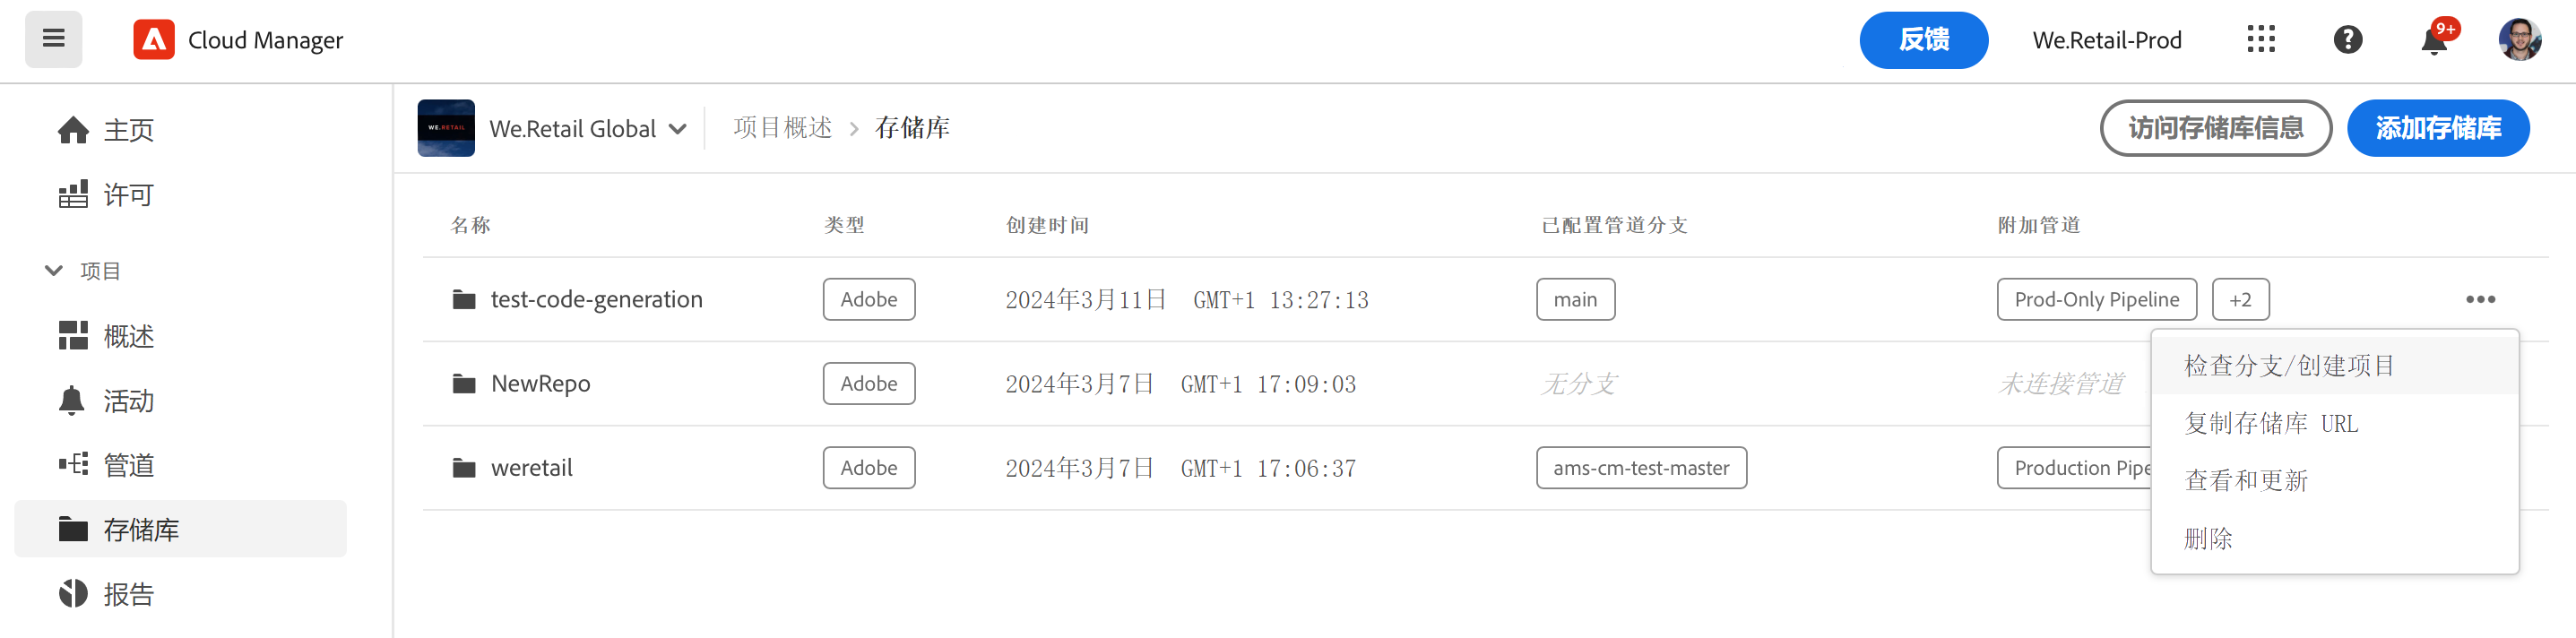 Cloud Manager
反馈
We.Retail-Prod
9+
主页
许可
项目
概述
活动
管道
存储库
报告
WE.RETAIL
We.Retail Global
项目概述 > 存储库
访问存储库信息
添加存储库
名称 类型 创建时间 已配置管道分支 附加管道
test-code-generation Adobe 2024年3月11日 GMT+1 13:27:13 main Prod-Only Pipeline +2
NewRepo Adobe 2024年3月7日 GMT+1 17:09:03 无分支 未连接管道
weretail Adobe 2024年3月7日 GMT+1 17:06:37 ams-cm-test-master Production Pipe
检查分支/创建项目
复制存储库 URL
查看和更新
删除